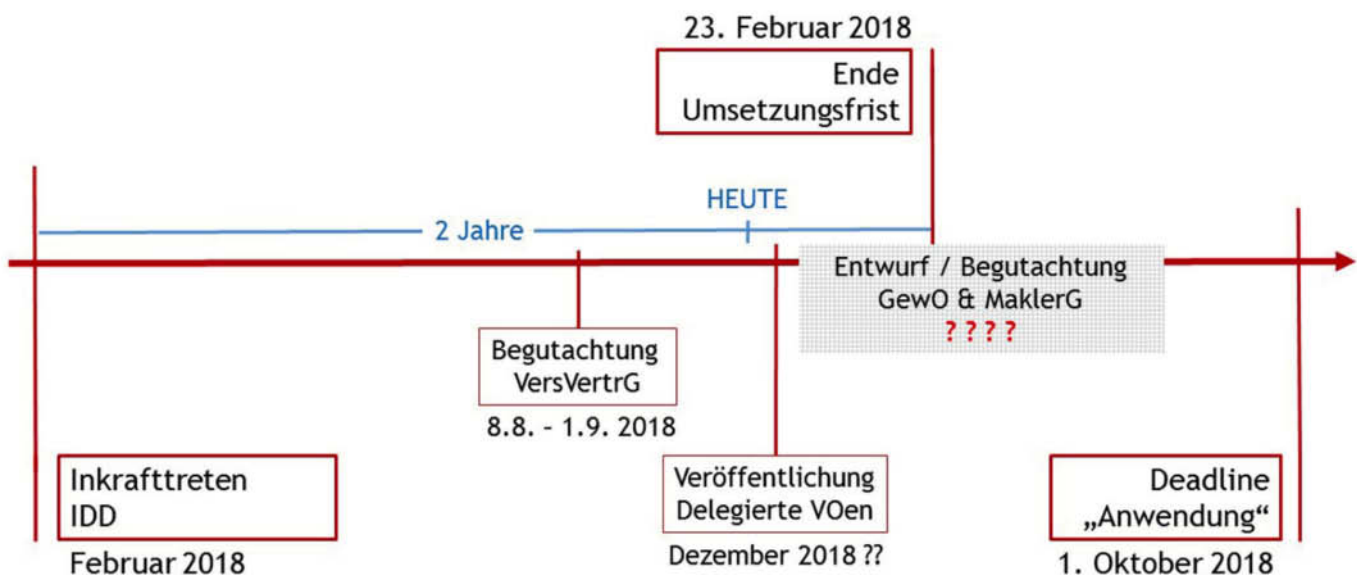 23. Februar 2018
Ende
Umsetzungsfrist
HEUTE
2 Jahre
Entwurf / Begutachtung
GewO & MaklerG
? ? ? ?
Begutachtung
VersVertrG
8.8. - 1.9. 2018
Inkrafttreten
IDD
Februar 2018
Veröffentlichung
Delegierte VOen
Dezember 2018 ??
Deadline
„Anwendung“
1. Oktober 2018